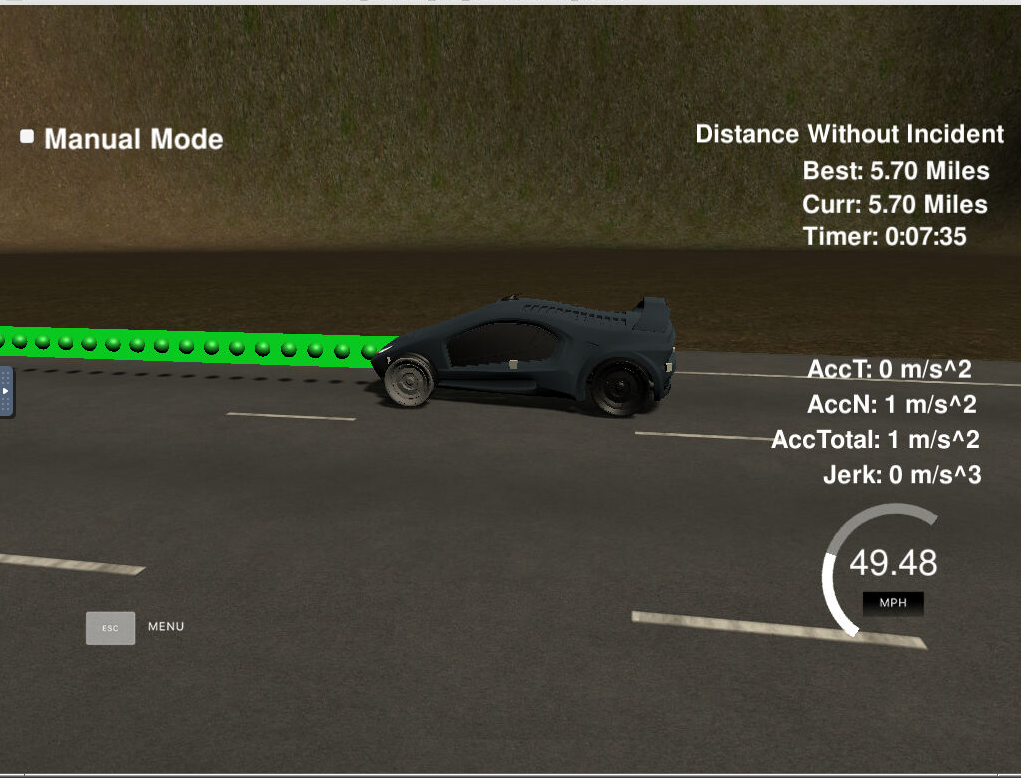 Manual Mode
Distance Without Incident
Best: 5.70 Miles
Curr: 5.70 Miles
Timer: 0:07:35
AccT: 0 m/s^2
AccN: 1 m/s^2
AccTotal: 1 m/s^2
Jerk: 0 m/s^3
49.48
MPH
ESC MENU